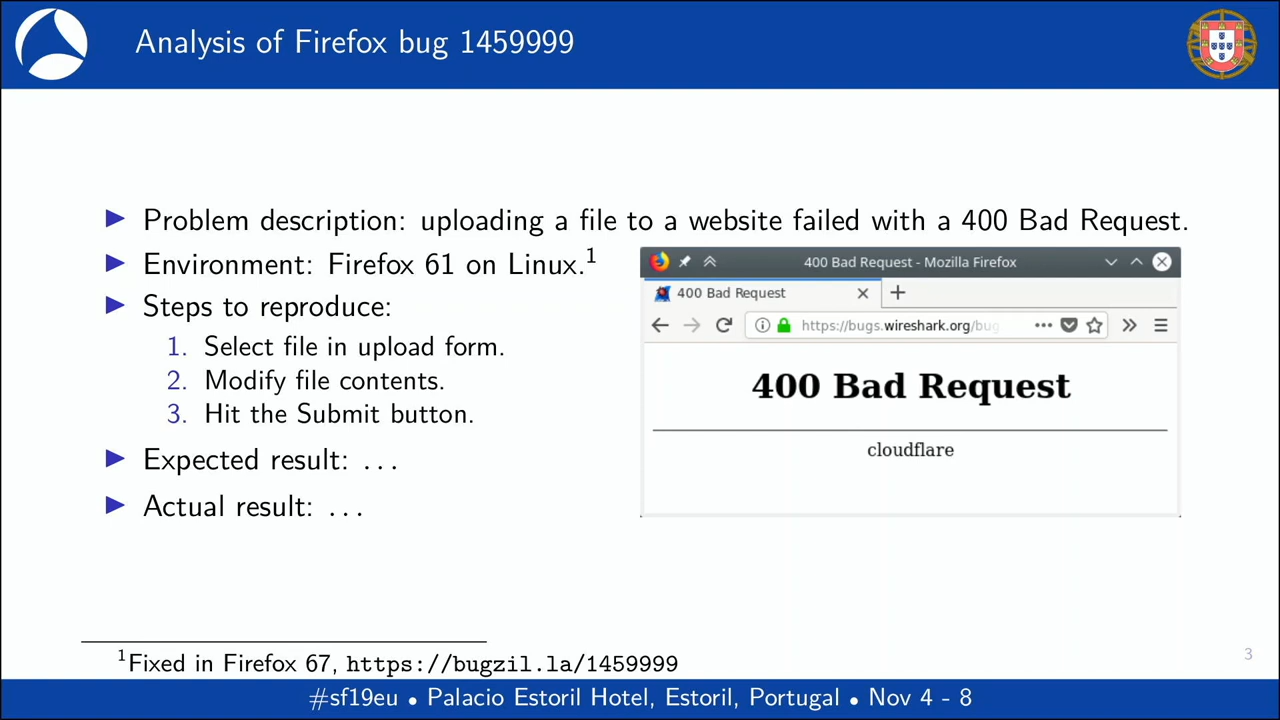 Analysis of Firefox bug 1459999
▶ Problem description: uploading a file to a website failed with a 400 Bad Request.
▶ Environment: Firefox 61 on Linux.¹
▶ Steps to reproduce:
1. Select file in upload form.
2. Modify file contents.
3. Hit the Submit button.
▶ Expected result: ...
▶ Actual result: ...
400 Bad Request - Mozilla Firefox
400 Bad Request
https://bugs.wireshark.org/bug
400 Bad Request
cloudflare
¹Fixed in Firefox 67, https://bugzil.la/1459999
3
#sf19eu • Palacio Estoril Hotel, Estoril, Portugal • Nov 4 - 8